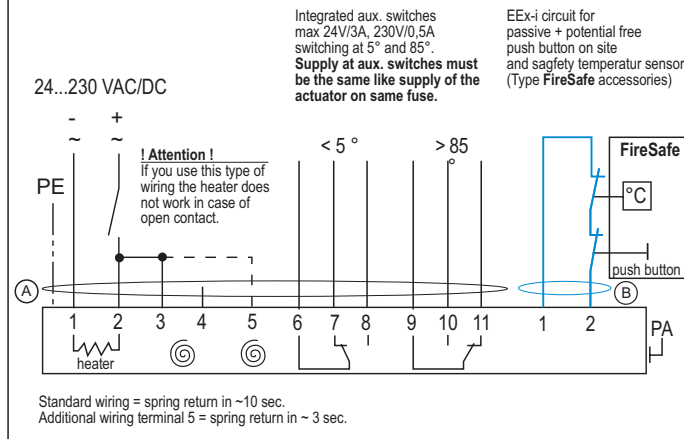 Integrated aux. switches
max 24V/3A, 230V/0,5A
switching at 5° and 85°.
Supply at aux. switches must
be the same like supply of the
actuator on same fuse.
EEx-i circuit for
passive + potential free
push button on site
and sagfety temperatur sensor
(Type FireSafe accessories)
24...230 VAC/DC
- +
~ ~
! Attention !
If you use this type of
wiring the heater does
not work in case of
open contact.
< 5 °
> 85
°
FireSafe
°C
push button
PE
A
B
1 2 3 4 5 6 7 8 9 10 11 1 2
PA
heater
Standard wiring = spring return in ~10 sec.
Additional wiring terminal 5 = spring return in ~ 3 sec.